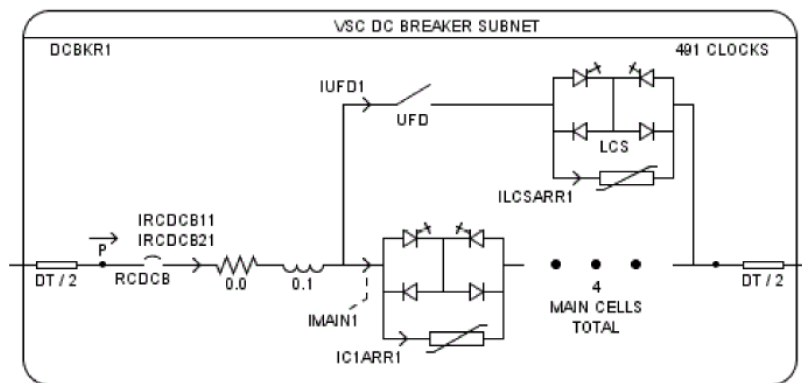 VSC DC BREAKER SUBNET
DCBKR1
491 CLOCKS
IUFD1
UFD
LCS
ILCSARR1
IRCDCB11
IRCDCB21
P
DT / 2
RCDCB
0.0
0.1
IMAIN1
IC1ARR1
4
MAIN CELLS
TOTAL
DT / 2